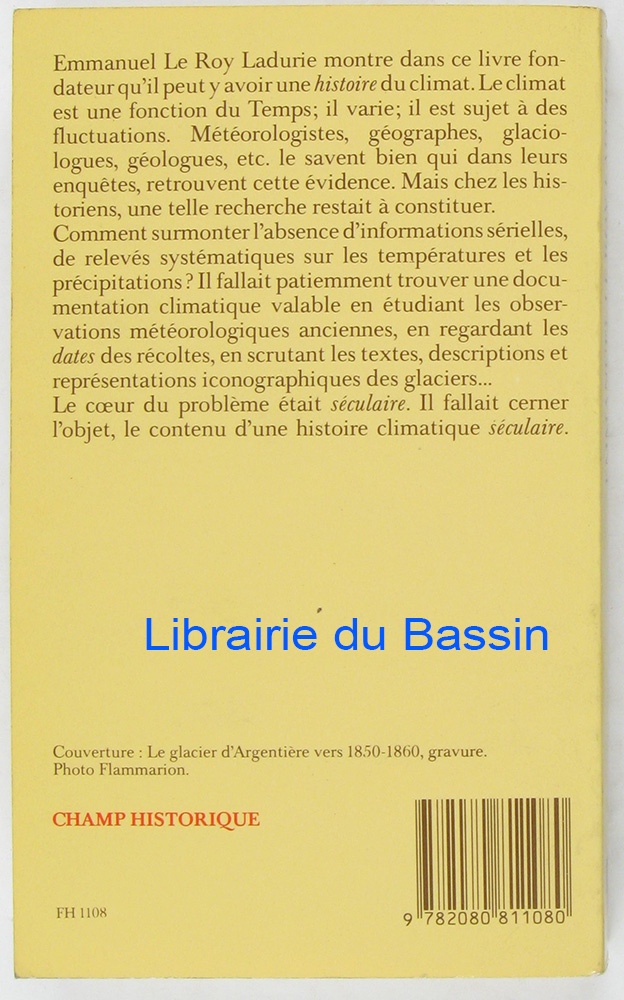 Emmanuel Le Roy Ladurie montre dans ce livre fon-
dateur qu'il peut y avoir une histoire du climat. Le climat
est une fonction du Temps; il varie; il est sujet à des
fluctuations. Météorologistes, géographes, glacio-
logues, géologues, etc. le savent bien qui dans leurs
enquêtes, retrouvent cette évidence. Mais chez les his-
toriens, une telle recherche restait à constituer.
Comment surmonter l'absence d'informations sérielles,
de relevés systématiques sur les températures et les
précipitations? Il fallait patiemment trouver une docu-
mentation climatique valable en étudiant les obser-
vations météorologiques anciennes, en regardant les
dates des récoltes, en scrutant les textes, descriptions et
représentations iconographiques des glaciers...
Le cœur du problème était séculaire. Il fallait cerner
l'objet, le contenu d'une histoire climatique séculaire.
Librairie du Bassin
Couverture : Le glacier d'Argentière vers 1850-1860, gravure.
Photo Flammarion.
CHAMP HISTORIQUE
FH 1108
9 782080 811080